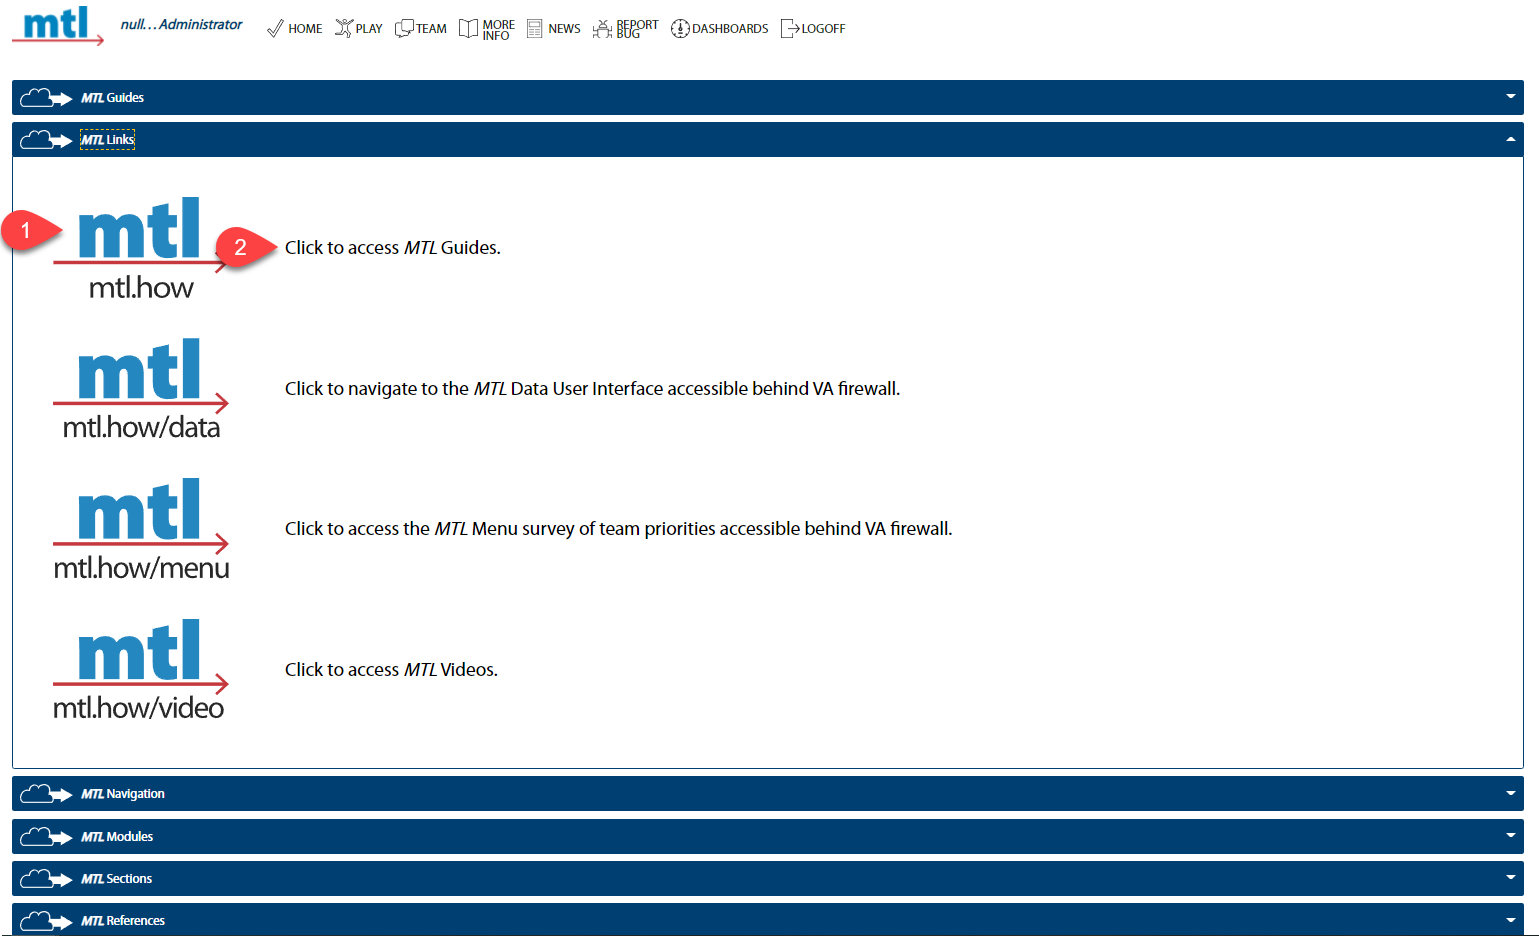 mtl
null... Administrator
HOME
PLAY
TEAM
MORE
INFO
NEWS
REPORT
BUG
DASHBOARDS
LOGOFF
MTL Guides
MTL Links
1
mtl
mtl.how
2
Click to access MTL Guides.
mtl
mtl.how/data
Click to navigate to the MTL Data User Interface accessible behind VA firewall.
mtl
mtl.how/menu
Click to access the MTL Menu survey of team priorities accessible behind VA firewall.
mtl
mtl.how/video
Click to access MTL Videos.
MTL Navigation
MTL Modules
MTL Sections
MTL References